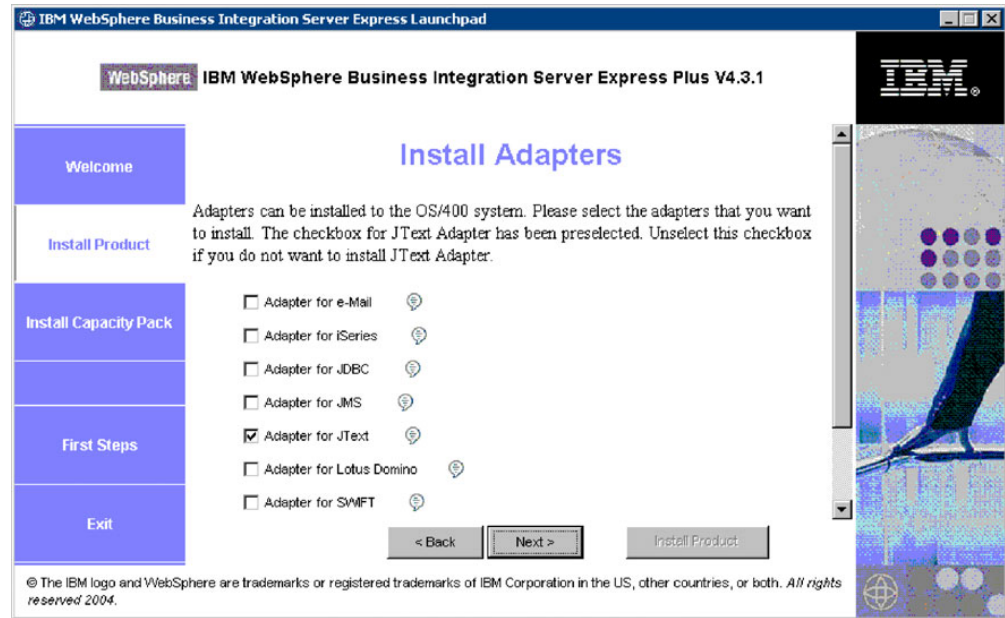 IBM WebSphere Business Integration Server Express Launchpad
WebSphere IBM WebSphere Business Integration Server Express Plus V4.3.1
IBM®
Welcome
Install Product
Install Capacity Pack
First Steps
Exit
Install Adapters
Adapters can be installed to the OS/400 system. Please select the adapters that you want
to install. The checkbox for JText Adapter has been preselected. Unselect this checkbox
if you do not want to install JText Adapter.
Adapter for e-Mail
Adapter for iSeries
Adapter for JDBC
Adapter for JMS
Adapter for JText
Adapter for Lotus Domino
Adapter for SWIFT
< Back
Next >
Install Product
© The IBM logo and WebSphere are trademarks or registered trademarks of IBM Corporation in the US, other countries, or both. All rights
reserved 2004.